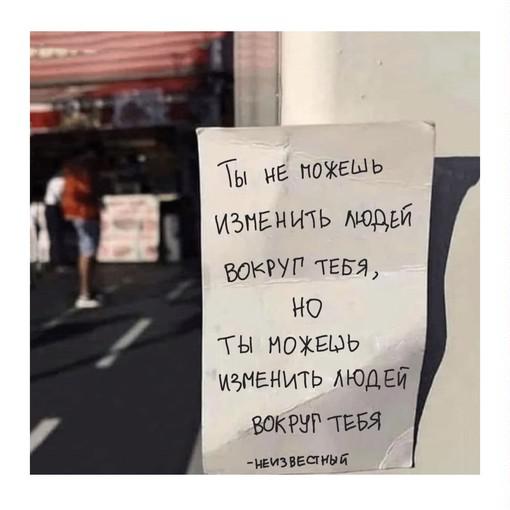 Ты не можешь
изменить людей
вокруг тебя,
но
ты можешь
изменить людей
вокруг тебя
-неизвестный